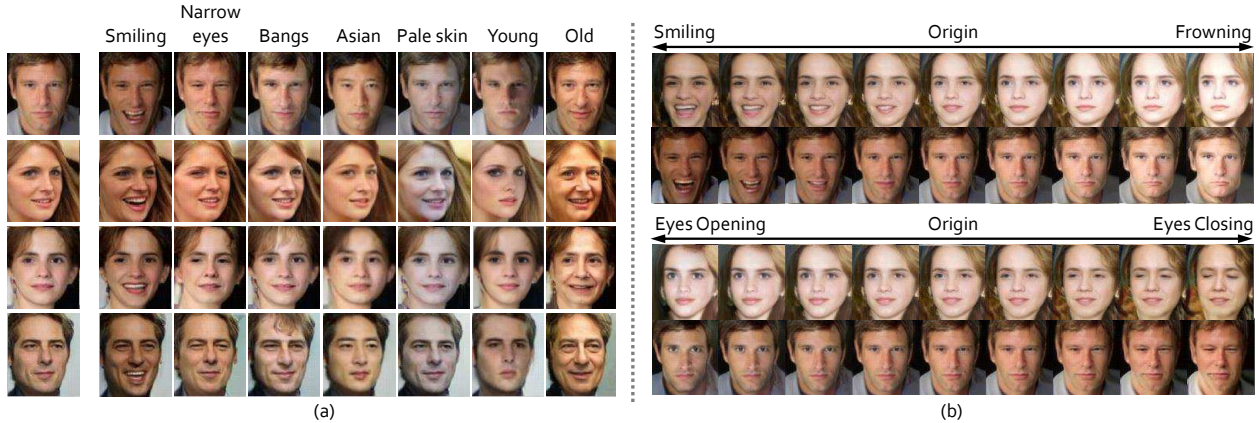 Smiling Narrow eyes Bangs Asian Pale skin Young Old
(a)
Smiling Origin Frowning
Eyes Opening Origin Eyes Closing
(b)